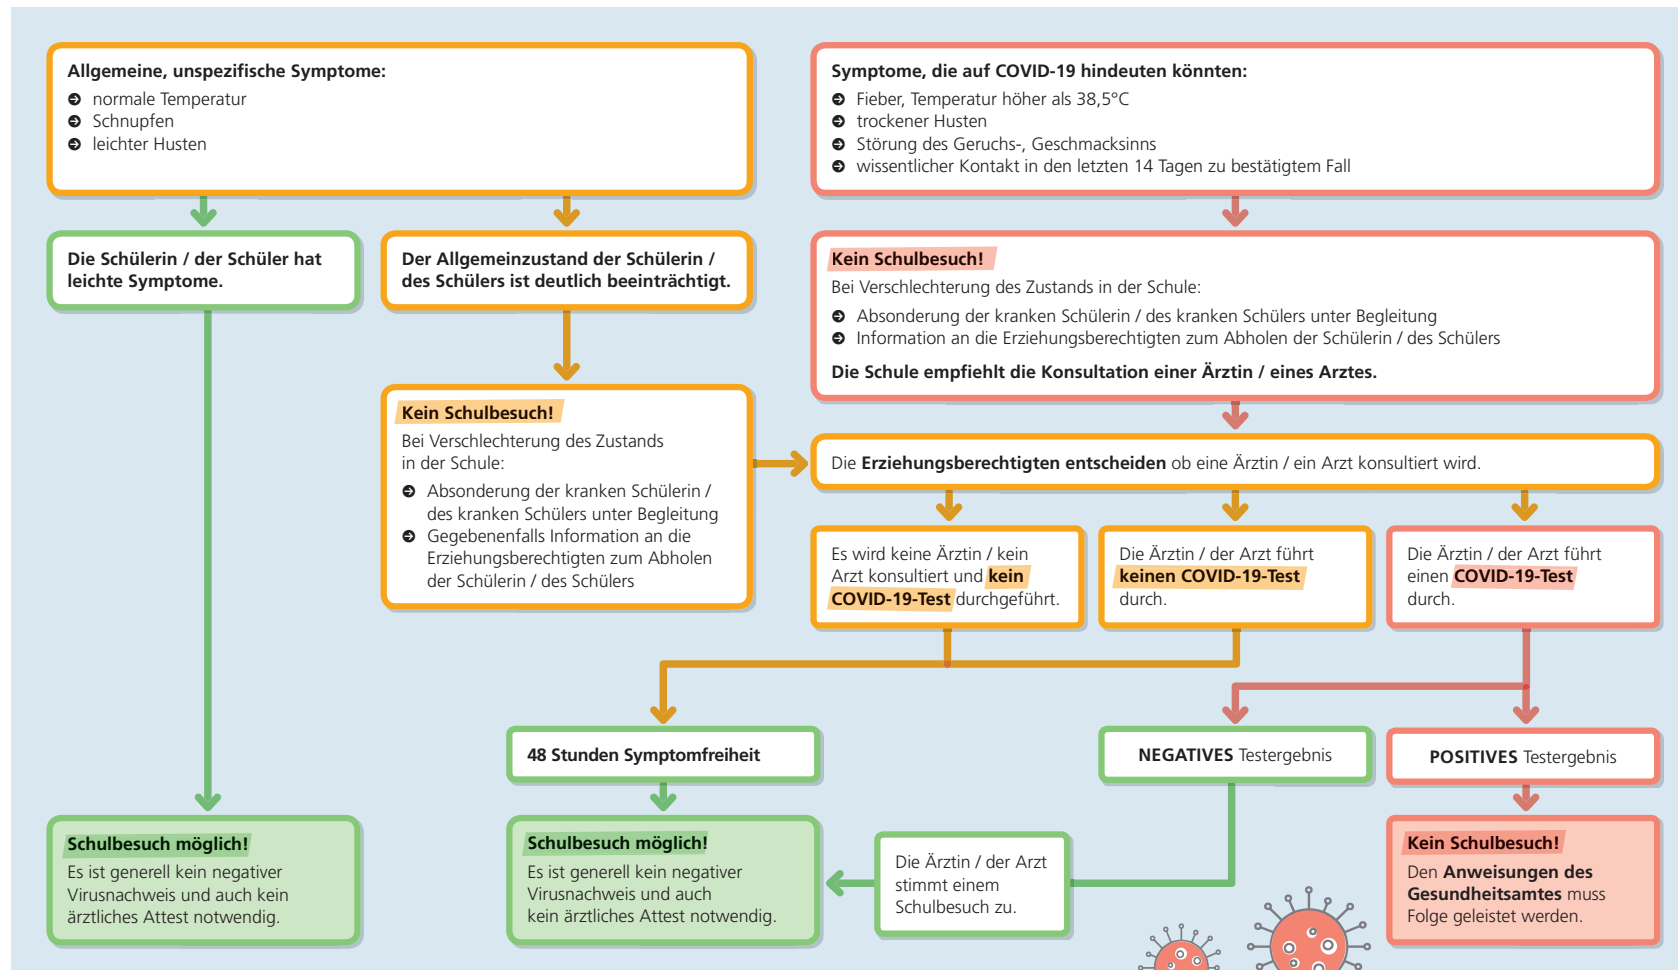 Allgemeine, unspezifische Symptome:
normale Temperatur
Schnupfen
leichter Husten
Symptome, die auf COVID-19 hindeuten könnten:
Fieber, Temperatur höher als 38,5°C
trockener Husten
Störung des Geruchs-, Geschmacksinns
wissentlicher Kontakt in den letzten 14 Tagen zu bestätigtem Fall
Die Schülerin / der Schüler hat
leichte Symptome.
Der Allgemeinzustand der Schülerin /
des Schülers ist deutlich beeinträchtigt.
Kein Schulbesuch!
Bei Verschlechterung des Zustands in der Schule:
Absonderung der kranken Schülerin / des kranken Schülers unter Begleitung
Information an die Erziehungsberechtigten zum Abholen der Schülerin / des Schülers
Die Schule empfiehlt die Konsultation einer Ärztin / eines Arztes.
Kein Schulbesuch!
Bei Verschlechterung des Zustands
in der Schule:
Absonderung der kranken Schülerin /
des kranken Schülers unter Begleitung
Gegebenenfalls Information an die
Erziehungsberechtigten zum Abholen
der Schülerin / des Schülers
Die Erziehungsberechtigten entscheiden ob eine Ärztin / ein Arzt konsultiert wird.
Es wird keine Ärztin / kein
Arzt konsultiert und kein
COVID-19-Test durchgeführt.
Die Ärztin / der Arzt führt
keinen COVID-19-Test
durch.
Die Ärztin / der Arzt führt
einen COVID-19-Test
durch.
48 Stunden Symptomfreiheit
NEGATIVES Testergebnis
POSITIVES Testergebnis
Schulbesuch möglich!
Es ist generell kein negativer
Virusnachweis und auch kein
ärztliches Attest notwendig.
Schulbesuch möglich!
Es ist generell kein negativer
Virusnachweis und auch
kein ärztliches Attest notwendig.
Die Ärztin / der Arzt
stimmt einem
Schulbesuch zu.
Kein Schulbesuch!
Den Anweisungen des
Gesundheitsamtes muss
Folge geleistet werden.